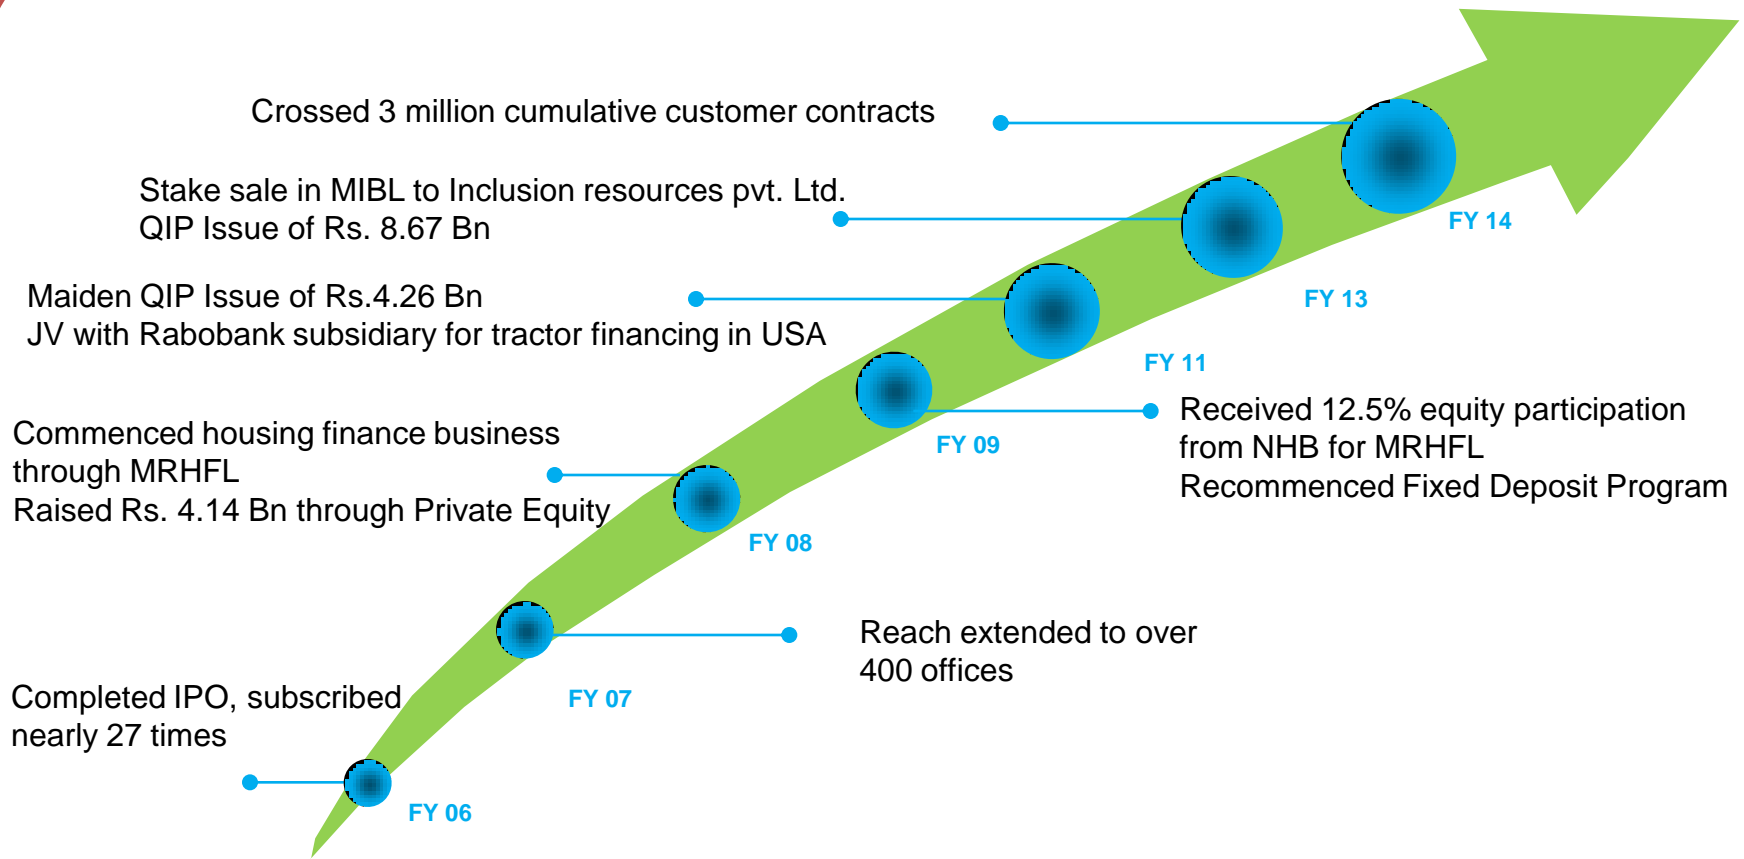 Crossed 3 million cumulative customer contracts
Stake sale in MIBL to Inclusion resources pvt. Ltd.
QIP Issue of Rs. 8.67 Bn
FY 14
Maiden QIP Issue of Rs.4.26 Bn
JV with Rabobank subsidiary for tractor financing in USA
FY 13
FY 11
Received 12.5% equity participation
from NHB for MRHFL
Recommenced Fixed Deposit Program
FY 09
Commenced housing finance business
through MRHFL
Raised Rs. 4.14 Bn through Private Equity
FY 08
Reach extended to over
400 offices
FY 07
Completed IPO, subscribed
nearly 27 times
FY 06